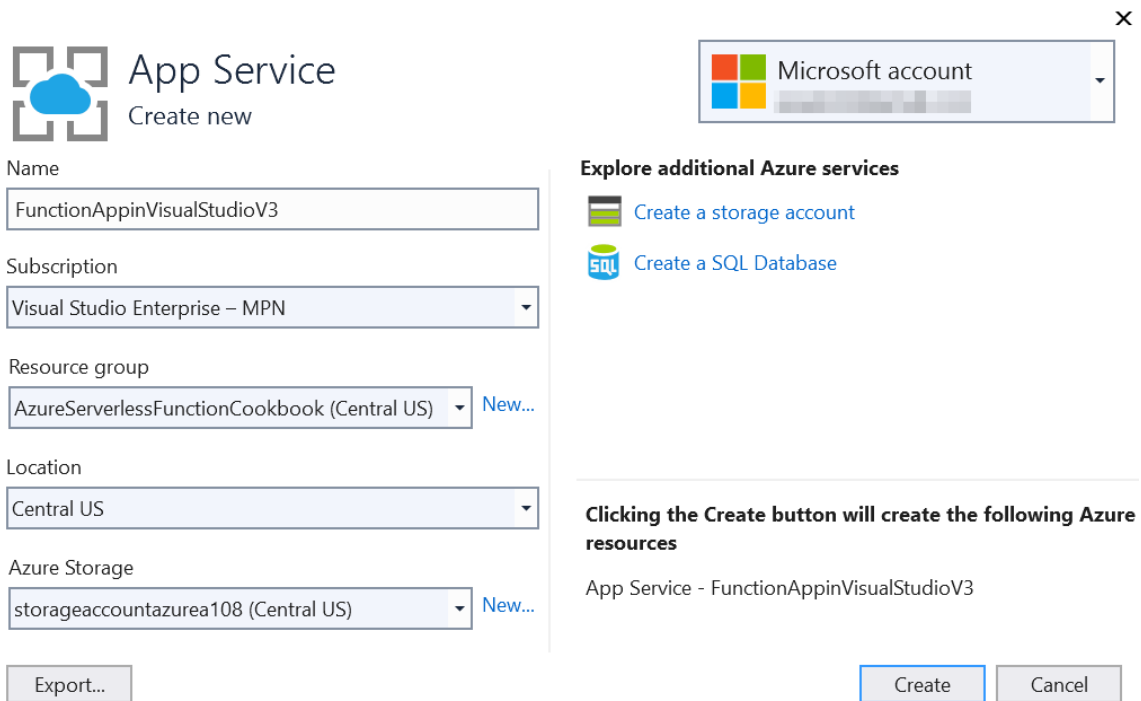 App Service
Create new
Microsoft account
Name
FunctionAppinVisualStudioV3
Subscription
Visual Studio Enterprise – MPN
Resource group
AzureServerlessFunctionCookbook (Central US)
New...
Location
Central US
Azure Storage
storageaccountazurea108 (Central US)
New...
Export...
Explore additional Azure services
Create a storage account
SQL
Create a SQL Database
Clicking the Create button will create the following Azure
resources
App Service - FunctionAppinVisualStudioV3
Create
Cancel